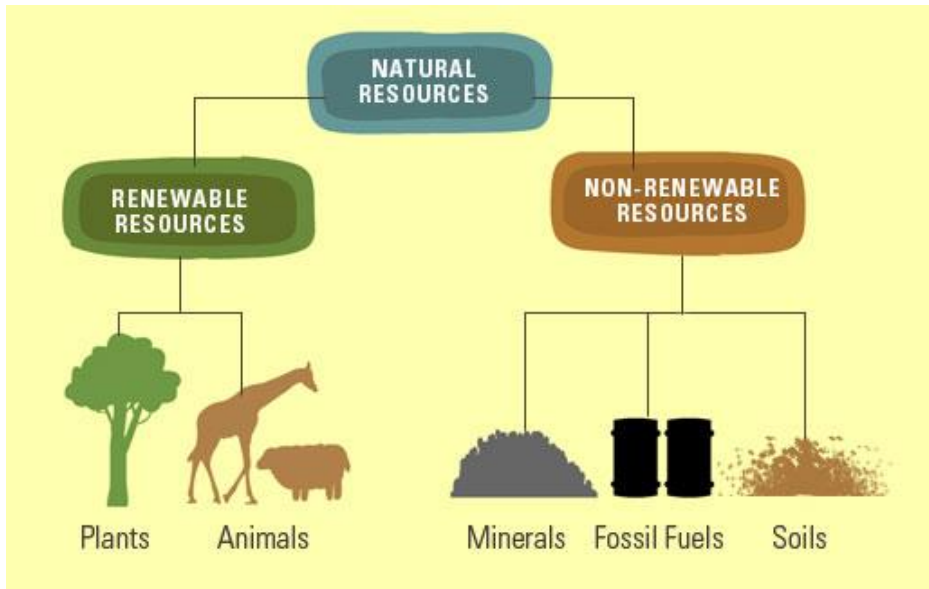 NATURAL
RESOURCES
RENEWABLE
RESOURCES
NON-RENEWABLE
RESOURCES
Plants
Animals
Minerals
Fossil Fuels
Soils